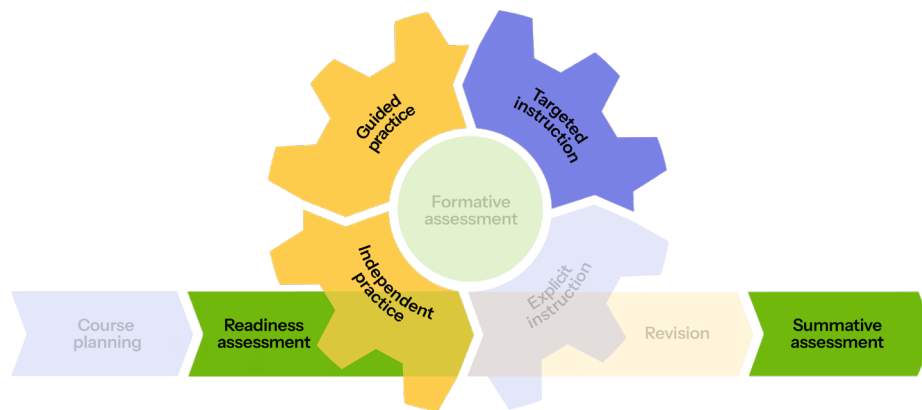 Guided
practice
Targeted
instruction
Formative
assessment
Independent
practice
Explicit
instruction
Course
planning
Readiness
assessment
Revision
Summative
assessment